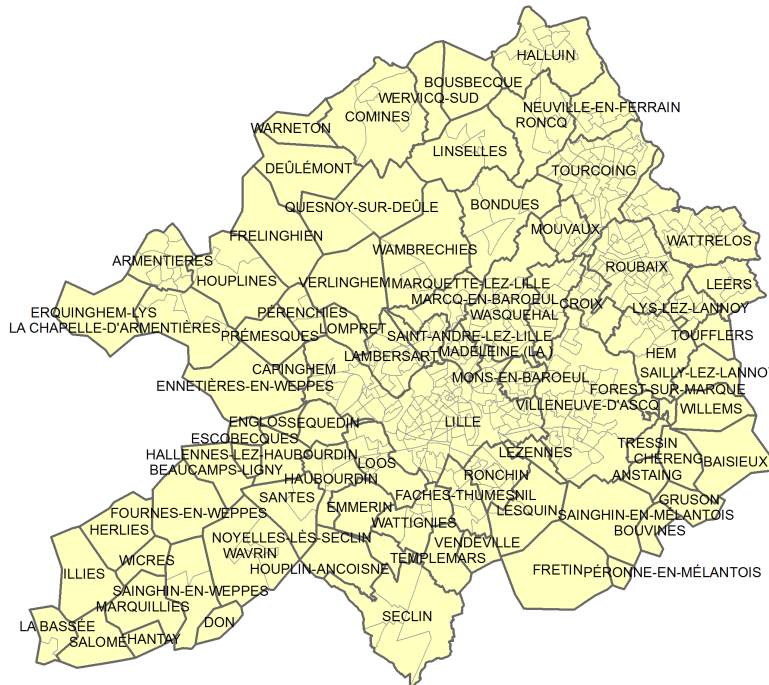 HALLUIN
BOUSBECQUE
WERVICQ-SUD
NEUVILLE-EN-FERRAIN
COMINES
RONCQ
WARNETON
LINSELLES
DEÛLÉMONT
TOURCOING
QUESNOY-SUR-DEÛLE
BONDUES
FRELINGHIEN
MOUVAUX
WATTRELOS
WAMBRECHIES
ARMENTIERES
ROUBAIX
HOUPLINES
VERLINGHEM
MARQUETTE-LEZ-LILLE
LEERS
MARCQ-EN-BAROEUL
CROIX
ERQUINGHEM-LYS
PÉRENCHIES
WASQUEHAL
LYS-LEZ-LANNOY
LA CHAPELLE-D'ARMENTIÈRES
LOMPRET
PRÉMESQUES
SAINT-ANDRE-LEZ-LILLE
TOUFFLERS
LAMBERSART
MADELEINE (LA )
HEM
CAPINGHEM
SAILLY-LEZ-LANNOY
ENNETIÈRES-EN-WEPPES
MONS-EN-BAROEUL
FOREST-SUR-MARQUE
VILLENEUVE-D'ASCQ
WILLEMS
ENGLOS
SEQUEDIN
LILLE
ESCOBECQUES
TRESSIN
HALLENNES-LEZ-HAUBOURDIN
LEZENNES
CHÉRENG
BAISIEUX
BEAUCAMPS-LIGNY
LOOS
HAUBOURDIN
RONCHIN
ANSTAING
SANTES
FACHES-THUMESNIL
GRUSON
FOURNES-EN-WEPPES
EMMERIN
LESQUIN
SAINGHIN-EN-MÉLANTOIS
HERLIES
WATTIGNIES
BOUVINES
NOYELLES-LÈS-SECLIN
VENDEVILLE
WAVRIN
WICRES
TEMPLEMARS
HOUPLIN-ANCOISNE
ILLIES
FRETIN
PÉRONNE-EN-MÉLANTOIS
SAINGHIN-EN-WEPPES
MARQUILLIES
SECLIN
LA BASSÉE
DON
SALOMÉ
HANTAY